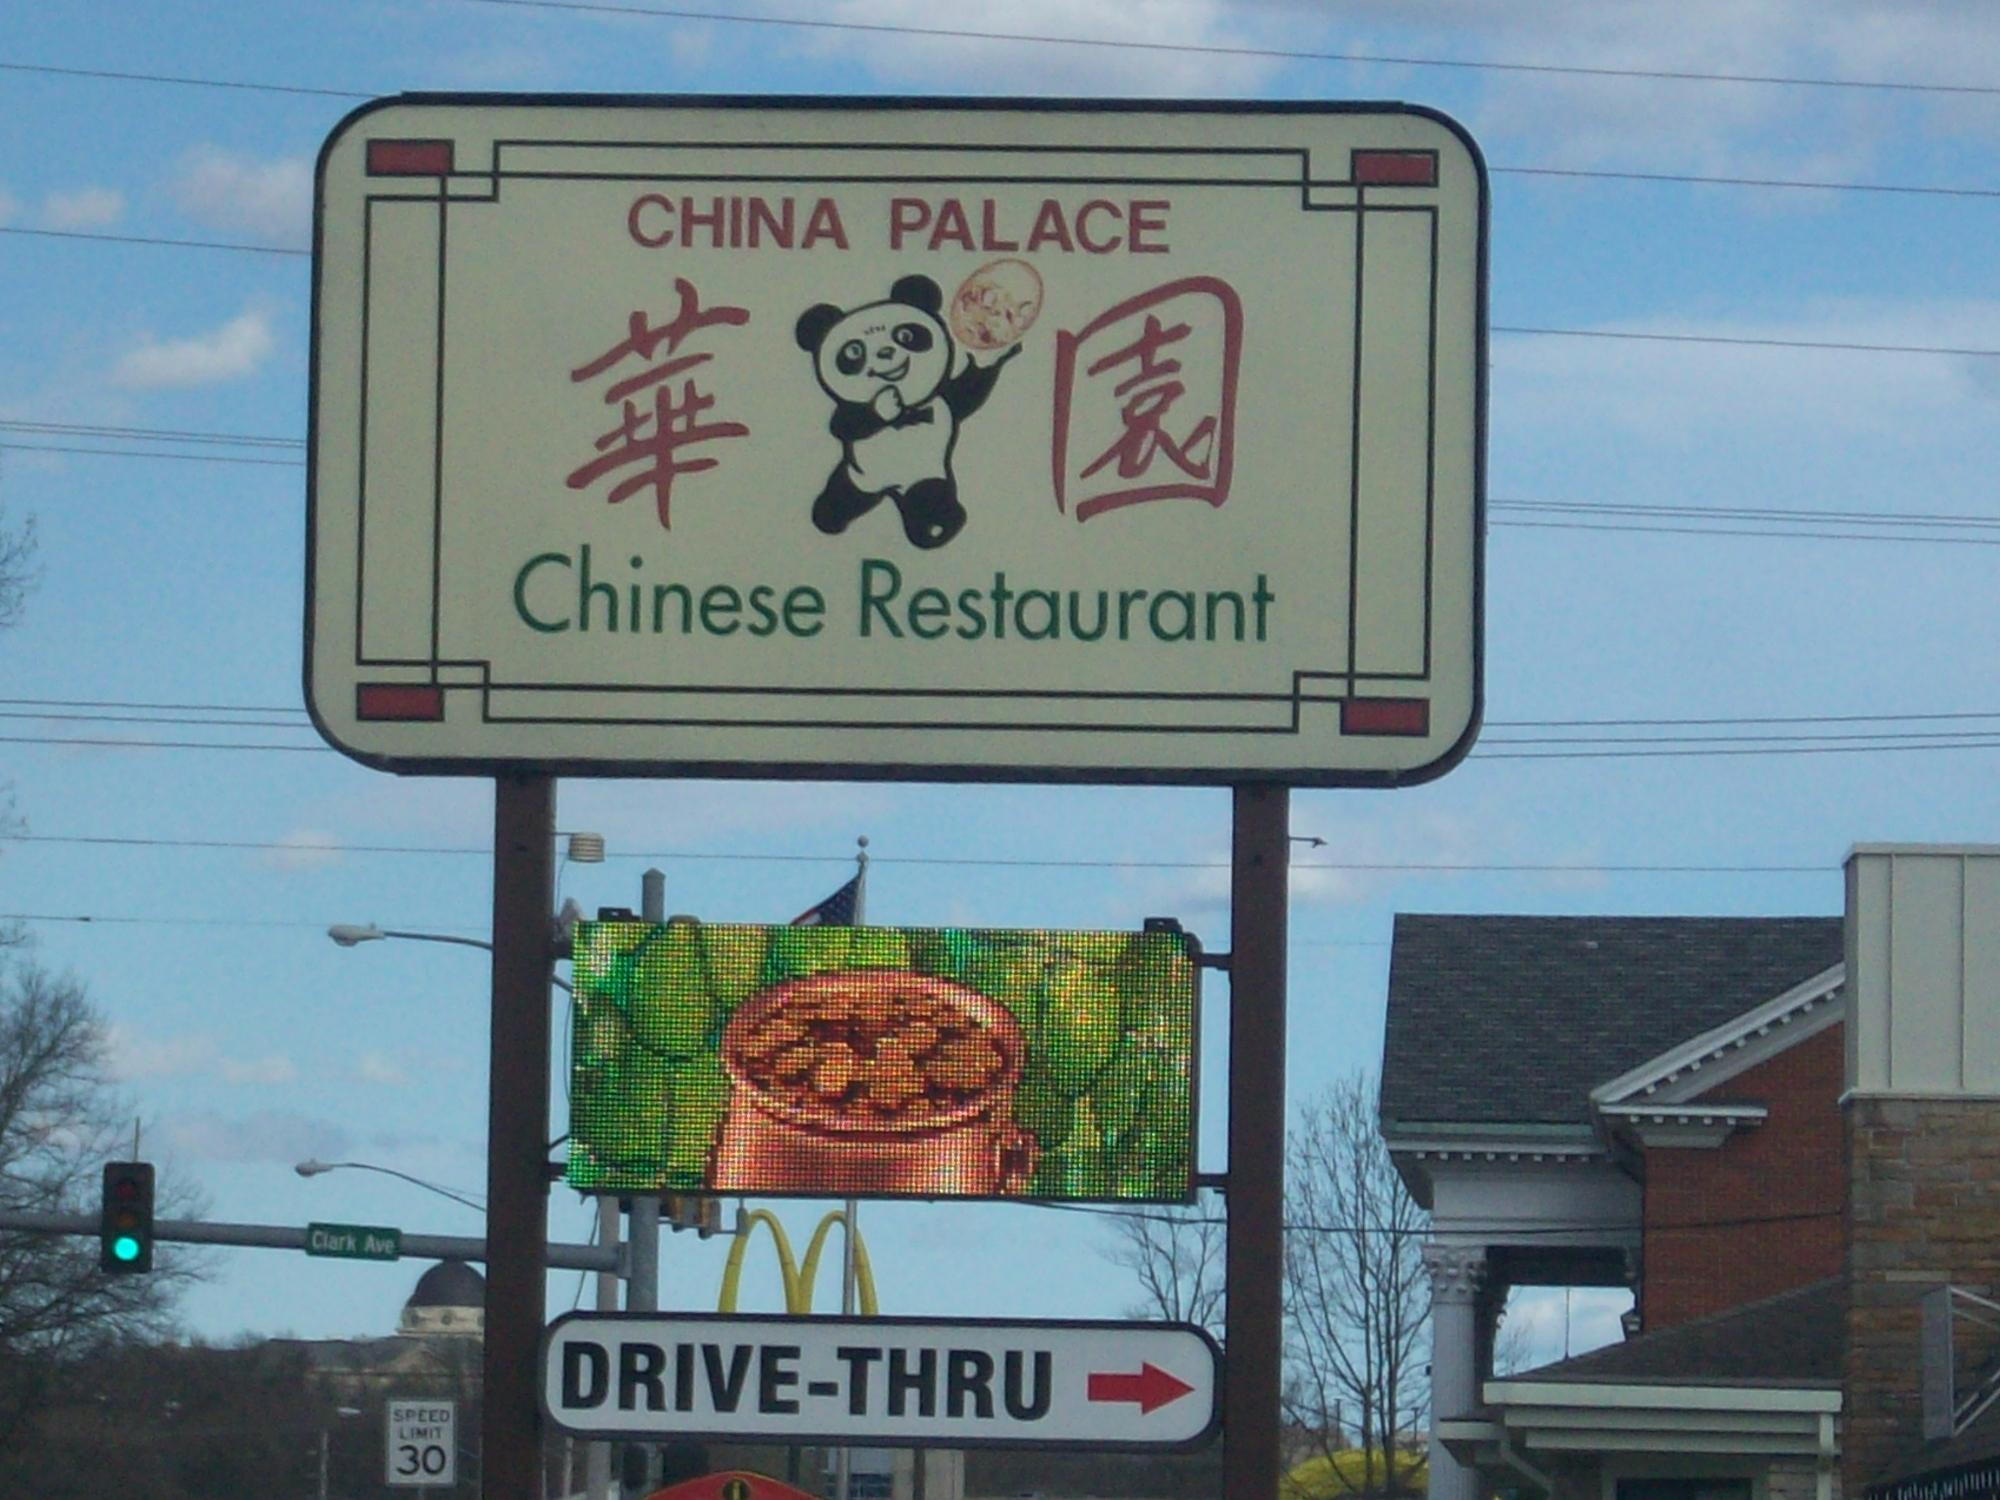 CHINA PALACE
華 園
Chinese Restaurant
Clark Ave.
DRIVE-THRU
SPEED
LIMIT
30